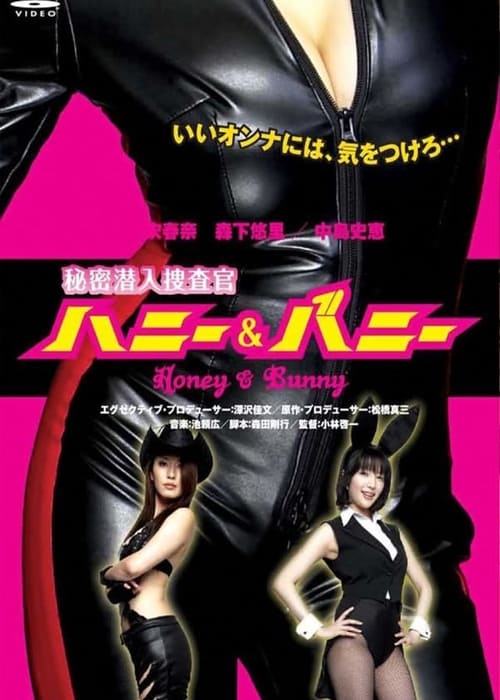 VIDEO
いいオンナには、気をつけろ…
春奈 森下悠里／中島史恵
秘密潜入捜査官
ハニー&バニー
Honey & Bunny
エグゼクティブ・プロデューサー:深沢佳文／原作・プロデューサー:松橋真三
音楽:池頼広／脚本:森田剛行／監督:小林啓一